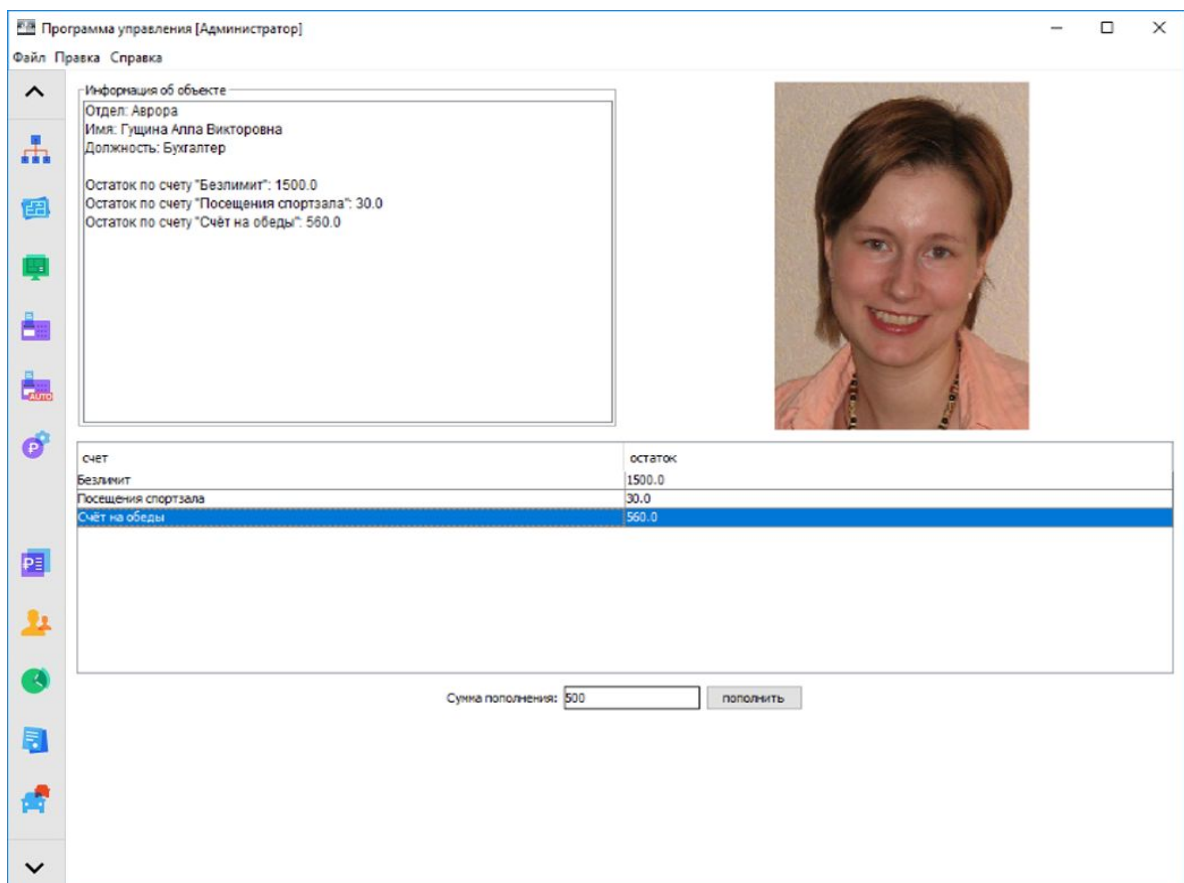 Программа управления [Администратор]
Файл Правка Справка
Информация об объекте
Отдел: Аврора
Имя: Гущина Алла Викторовна
Должность: Бухгалтер
Остаток по счету "Безлимит": 1500.0
Остаток по счету "Посещения спортзала": 30.0
Остаток по счету "Счёт на обеды": 560.0
AUTO
счет остаток
Безлимит 1500.0
Посещения спортзала 30.0
Счёт на обеды 560.0
Сумма пополнения: 500 пополнить